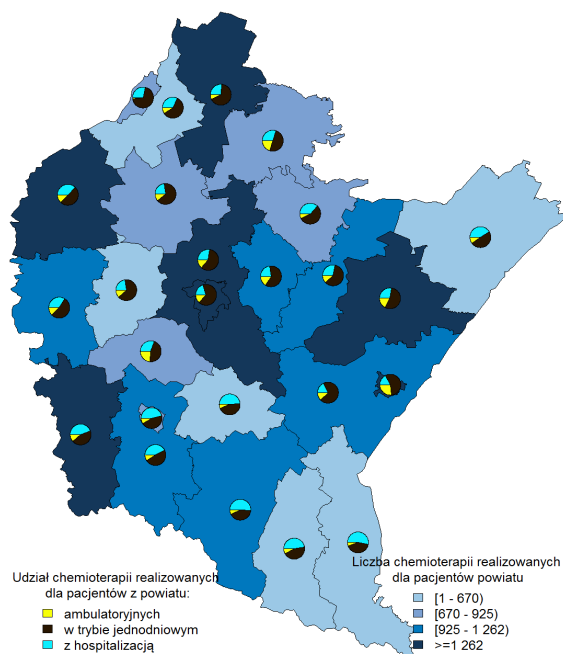 Udział chemioterapii realizowanych
dla pacjentów z powiatu:
ambulatoryjnych
w trybie jednodniowym
z hospitalizacją
Liczba chemioterapii realizowanych
dla pacjentów powiatu
[1 - 670)
[670 - 925)
[925 - 1 262)
>=1 262